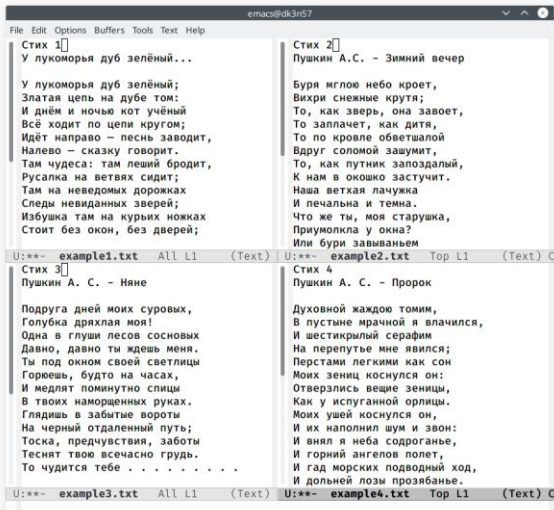 emacs@dk3n57
File Edit Options Buffers Tools Text Help
Стих 1
У лукоморья дуб зелёный...
У лукоморья дуб зелёный;
Златая цепь на дубе том:
И днём и ночью кот учёный
Всё ходит по цепи кругом;
Идёт направо — песнь заводит,
Налево — сказку говорит.
Там чудеса: там леший бродит,
Русалка на ветвях сидит;
Там на неведомых дорожках
Следы невиданных зверей;
Избушка там на курьих ножках
Стоит без окон, без дверей;
U:**- example1.txt All L1 (Text)
Стих 2
Пушкин А.С. - Зимний вечер
Буря мглою небо кроет,
Вихри снежные крутя;
То, как зверь, она завоет,
То заплачет, как дитя,
То по кровле обветшалой
Вдруг соломой зашумит,
То, как путник запоздалый,
К нам в окошко застучит.
Наша ветхая лачужка
И печальна и темна.
Что же ты, моя старушка,
Приумолкла у окна?
Или бури завываньем
U:**- example2.txt Top L1 (Text) C
Стих 3
Пушкин А. С. - Няне
Подруга дней моих суровых,
Голубка дряхлая моя!
Одна в глуши лесов сосновых
Давно, давно ты ждешь меня.
Ты под окном своей светлицы
Горюешь, будто на часах,
И медлят поминутно спицы
В твоих наморщенных руках.
Глядишь в забытые вороты
На черный отдаленный путь;
Тоска, предчувствия, заботы
Теснят твою всечасно грудь.
То чудится тебе . . . . . . . . .
U:**- example3.txt All L1 (Text)
Стих 4
Пушкин А. С. - Пророк
Духовной жаждою томим,
В пустыне мрачной я влачился,
И шестикрылый серафим
На перепутье мне явился;
Перстами легкими как сон
Моих зениц коснулся он:
Отверзлись вещие зеницы,
Как у испуганной орлицы.
Моих ушей коснулся он,
И их наполнил шум и звон:
И внял я неба содроганье,
И горний ангелов полет,
И гад морских подводный ход,
И дольней лозы прозябанье.
U:**- example4.txt Top L1 (Text) C